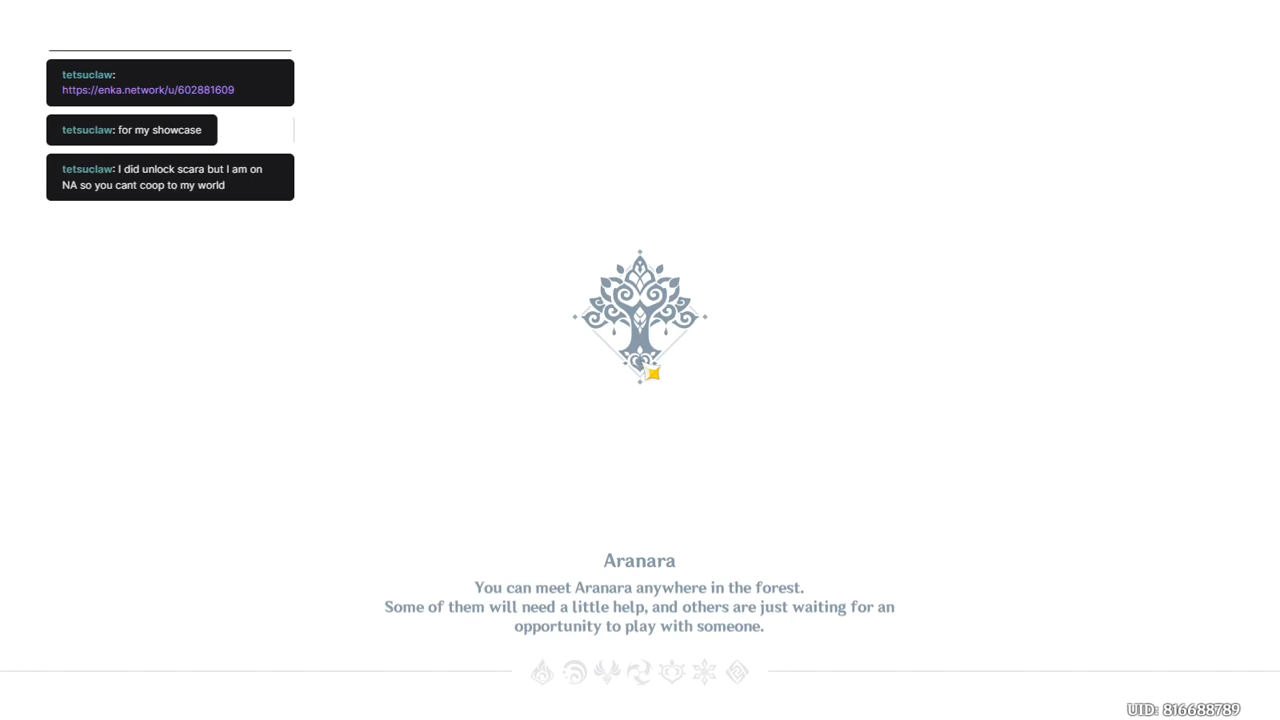 tetsuclaw:
https://enka.network/u/602881609
tetsuclaw: for my showcase
tetsuclaw: I did unlock scara but I am on
NA so you cant coop to my world
Aranara
You can meet Aranara anywhere in the forest.
Some of them will need a little help, and others are just waiting for an
opportunity to play with someone.
UID: 816688789